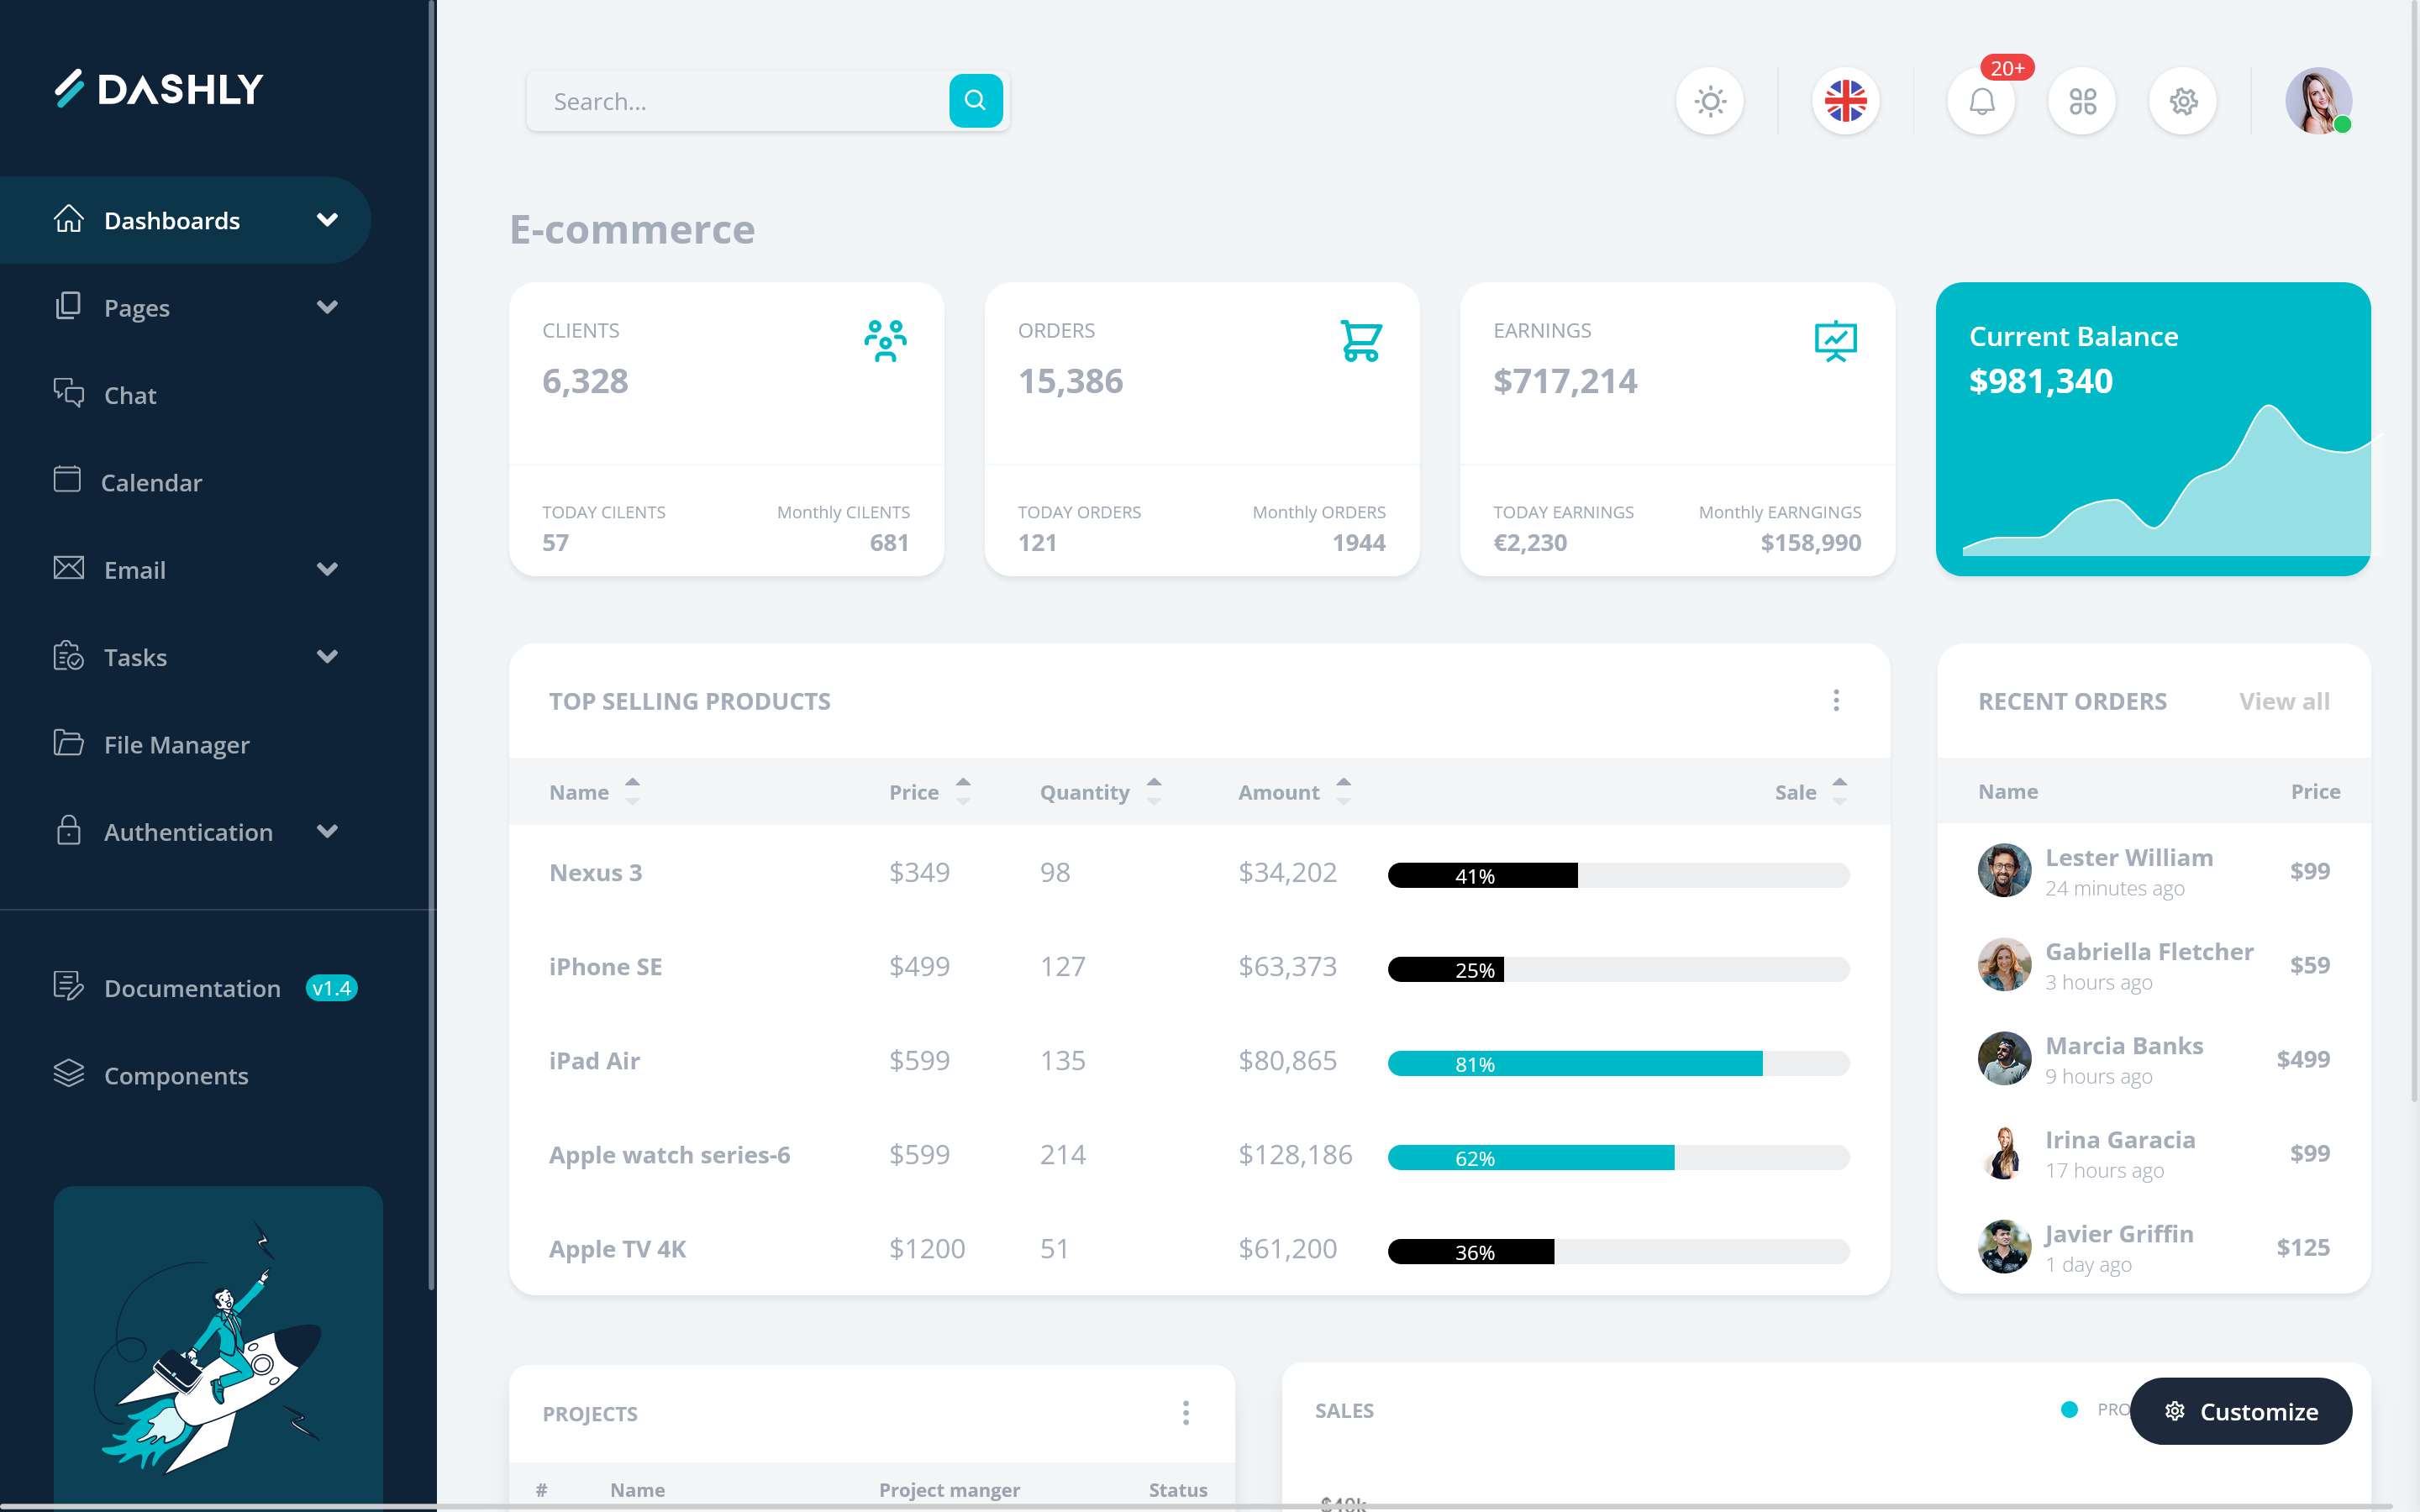 DASHLY
Dashboards
Pages
Chat
Calendar
Email
Tasks
File Manager
Authentication
Documentation v1.4
Components
Search...
20+
E-commerce
CLIENTS
6,328
TODAY CILENTS Monthly CILENTS
57 681
ORDERS
15,386
TODAY ORDERS Monthly ORDERS
121 1944
EARNINGS
$717,214
TODAY EARNINGS Monthly EARNGINGS
€2,230 $158,990
Current Balance
$981,340
TOP SELLING PRODUCTS
Name Price Quantity Amount Sale
Nexus 3 $349 98 $34,202 41%
iPhone SE $499 127 $63,373 25%
iPad Air $599 135 $80,865 81%
Apple watch series-6 $599 214 $128,186 62%
Apple TV 4K $1200 51 $61,200 36%
RECENT ORDERS View all
Name Price
Lester William $99
24 minutes ago
Gabriella Fletcher $59
3 hours ago
Marcia Banks $499
9 hours ago
Irina Garacia $99
17 hours ago
Javier Griffin $125
1 day ago
PROJECTS
# Name Project manger Status
SALES PRO
Customize